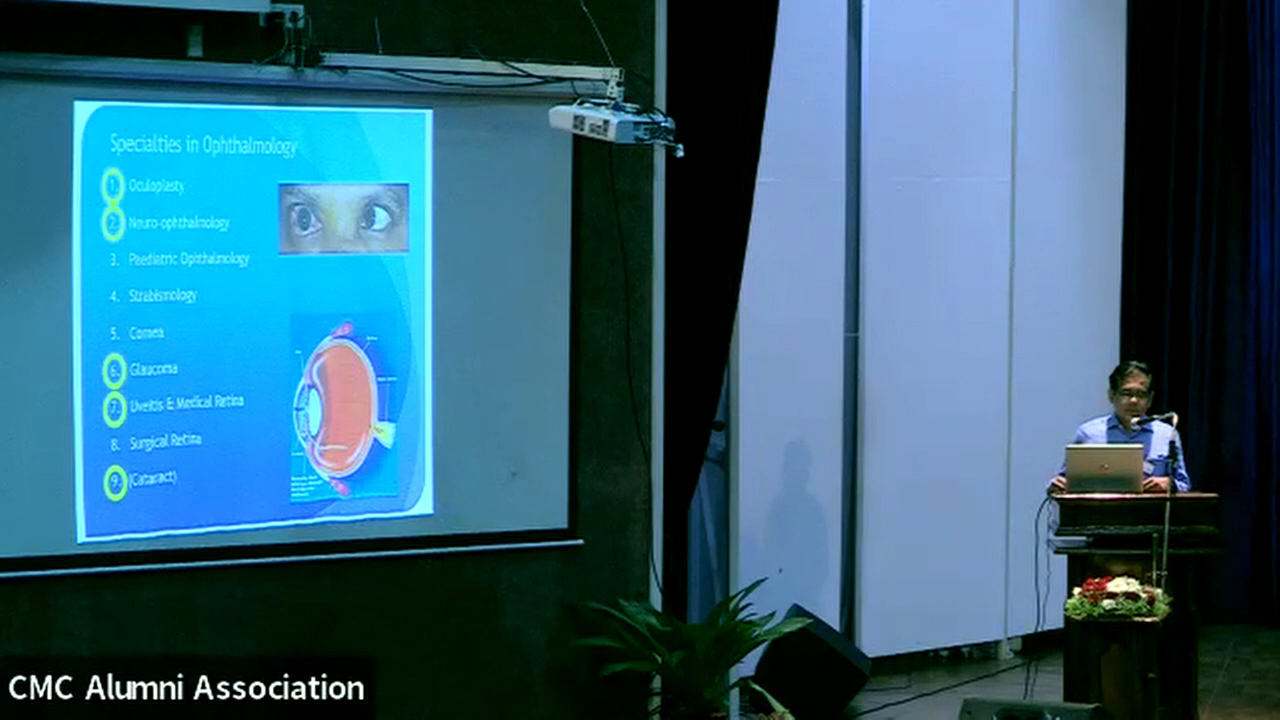 Specialties in Ophthalmology
1. Oculoplasty
2. Neuro-ophthalmology
3. Paediatric Ophthalmology
4. Strabismology
5. Cornea
6. Glaucoma
7. Uveitis & Medical Retina
8. Surgical Retina
9. (Cataract)
CMC Alumni Association